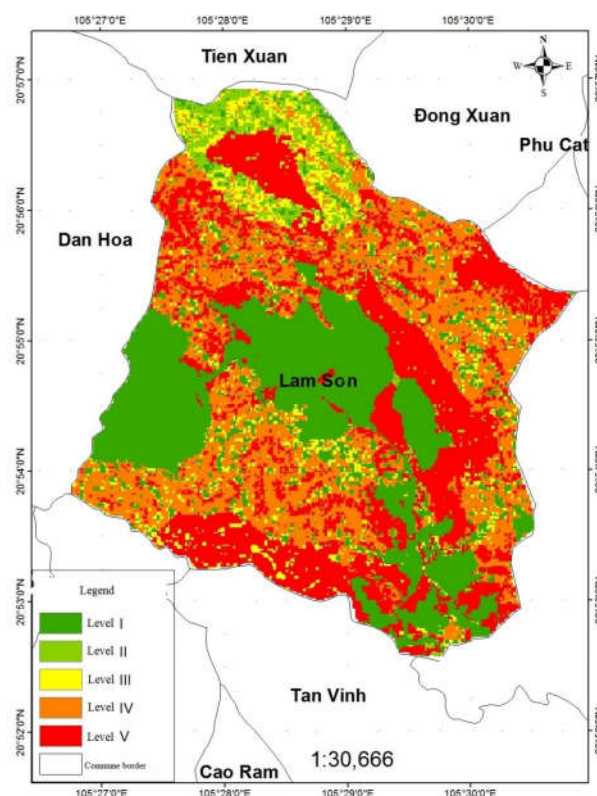 105°27'0"E 105°28'0"E 105°29'0"E 105°30'0"E
Tien Xuan
N
W E
S
20°57'0"N
Đong Xuan
Phu Cat
20°56'0"N
Dan Hoa
20°55'0"N
Lam Son
20°54'0"N
Legend
20°53'0"N
Level I
Level II
Level III
Tan Vinh
Level IV
20°52'0"N
Level V
1:30,666
Commune border
Cao Ram
105°27'0"E 105°28'0"E 105°29'0"E 105°30'0"E